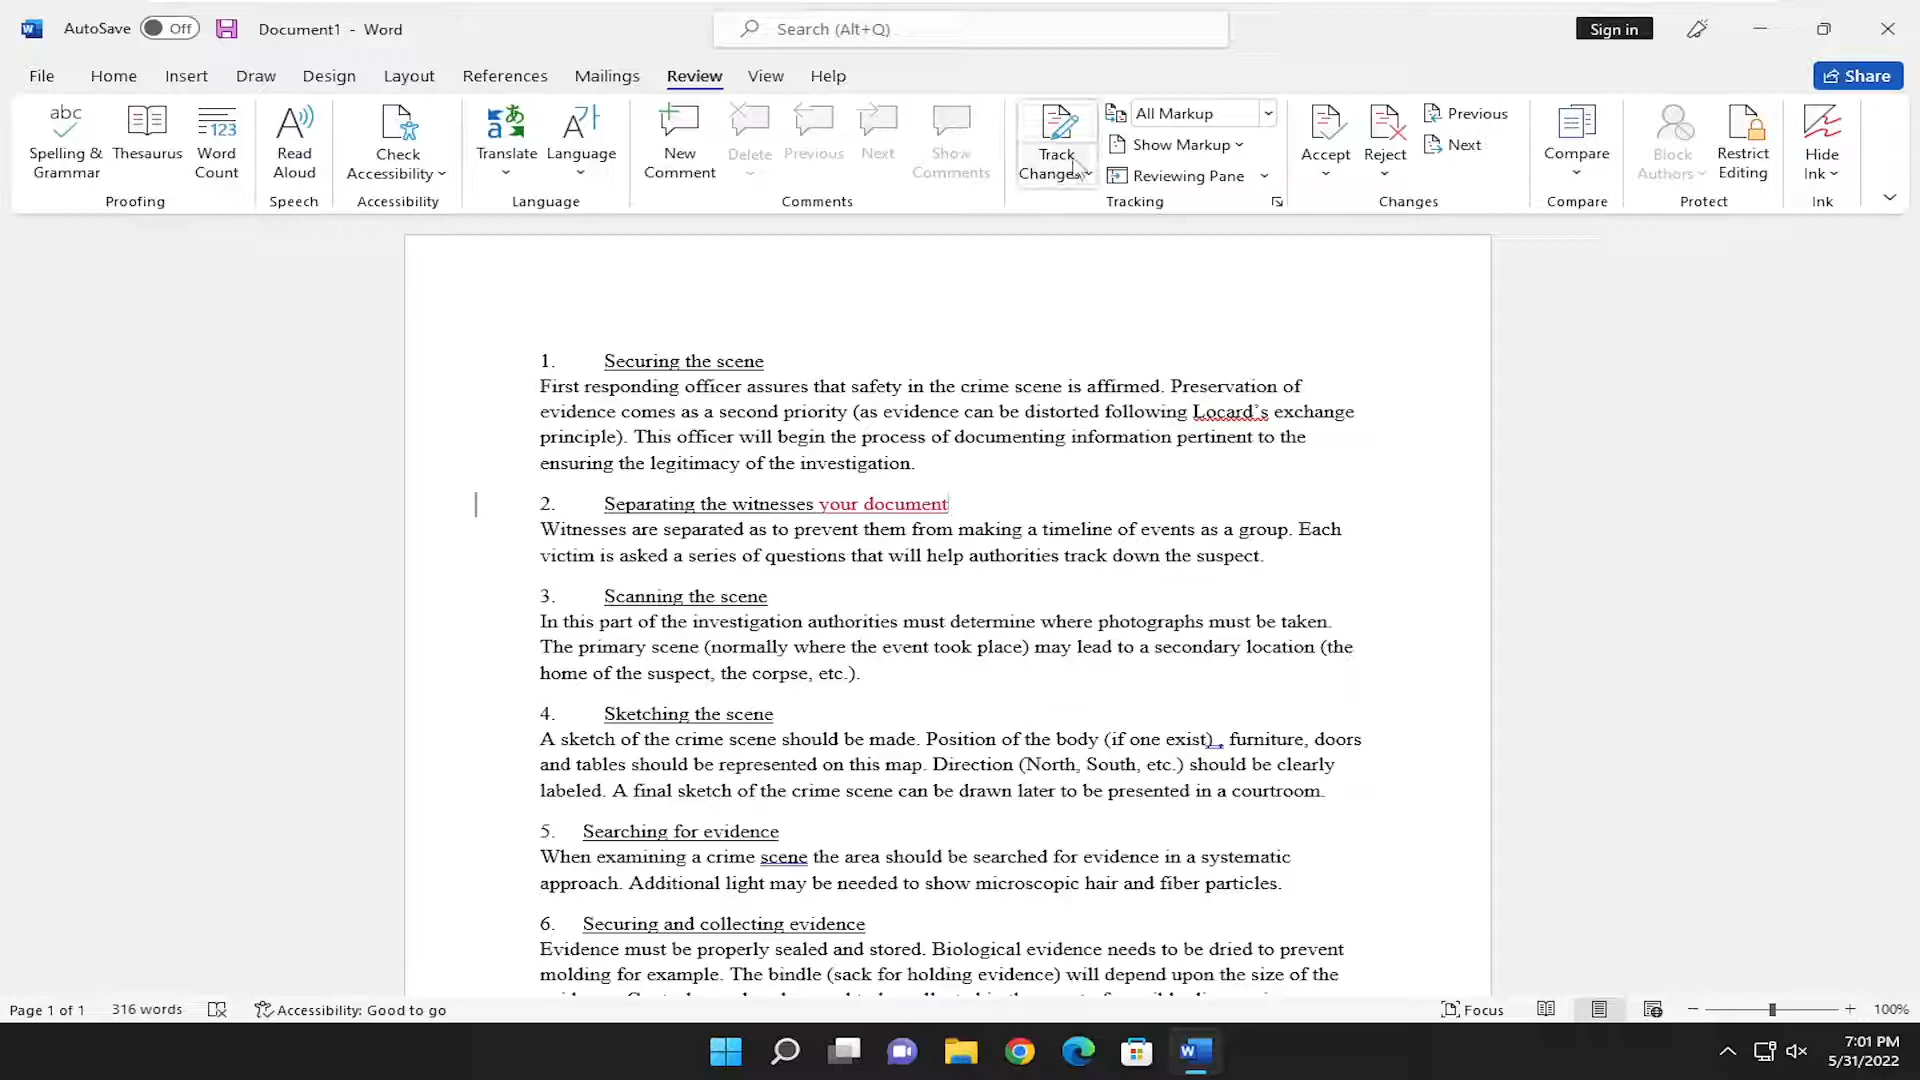 AutoSave Off Document1 - Word Search (Alt+Q) Sign in
File Home Insert Draw Design Layout References Mailings Review View Help Share
abc
Spelling & Grammar
Thesaurus
123
Word Count
Proofing
A
Read Aloud
Speech
Check Accessibility
Accessibility
Translate
Language
Language
New Comment
Delete
Previous
Next
Show Comments
Comments
Track Changes
All Markup
Show Markup
Reviewing Pane
Tracking
Accept
Reject
Previous
Next
Changes
Compare
Compare
Block Authors
Restrict Editing
Protect
Hide Ink
Ink
1. Securing the scene
First responding officer assures that safety in the crime scene is affirmed. Preservation of
evidence comes as a second priority (as evidence can be distorted following Locard's exchange
principle). This officer will begin the process of documenting information pertinent to the
ensuring the legitimacy of the investigation.
2. Separating the witnesses your document
Witnesses are separated as to prevent them from making a timeline of events as a group. Each
victim is asked a series of questions that will help authorities track down the suspect.
3. Scanning the scene
In this part of the investigation authorities must determine where photographs must be taken.
The primary scene (normally where the event took place) may lead to a secondary location (the
home of the suspect, the corpse, etc.).
4. Sketching the scene
A sketch of the crime scene should be made. Position of the body (if one exist) , furniture, doors
and tables should be represented on this map. Direction (North, South, etc.) should be clearly
labeled. A final sketch of the crime scene can be drawn later to be presented in a courtroom.
5. Searching for evidence
When examining a crime scene the area should be searched for evidence in a systematic
approach. Additional light may be needed to show microscopic hair and fiber particles.
6. Securing and collecting evidence
Evidence must be properly sealed and stored. Biological evidence needs to be dried to prevent
molding for example. The bindle (sack for holding evidence) will depend upon the size of the
Page 1 of 1 316 words Accessibility: Good to go Focus 100%
7:01 PM
5/31/2022